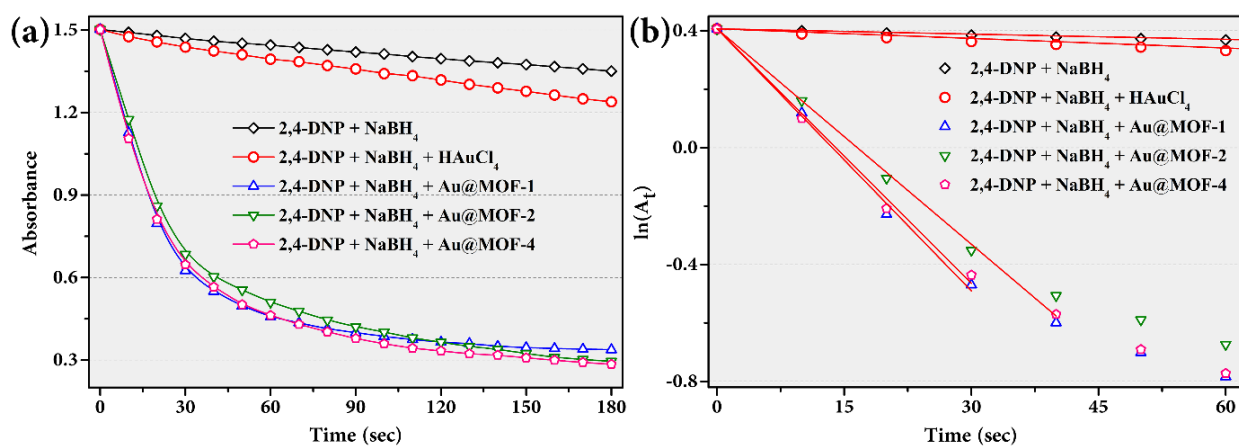 (a)
1.5
1.2
0.9
0.6
0.3
Absorbance
2,4-DNP + NaBH₄
2,4-DNP + NaBH₄ + HAuCl₄
2,4-DNP + NaBH₄ + Au@MOF-1
2,4-DNP + NaBH₄ + Au@MOF-2
2,4-DNP + NaBH₄ + Au@MOF-4
0 30 60 90 120 150 180
Time (sec)
(b)
0.4
0.0
-0.4
-0.8
ln(Aₜ)
2,4-DNP + NaBH₄
2,4-DNP + NaBH₄ + HAuCl₄
2,4-DNP + NaBH₄ + Au@MOF-1
2,4-DNP + NaBH₄ + Au@MOF-2
2,4-DNP + NaBH₄ + Au@MOF-4
0 15 30 45 60
Time (sec)